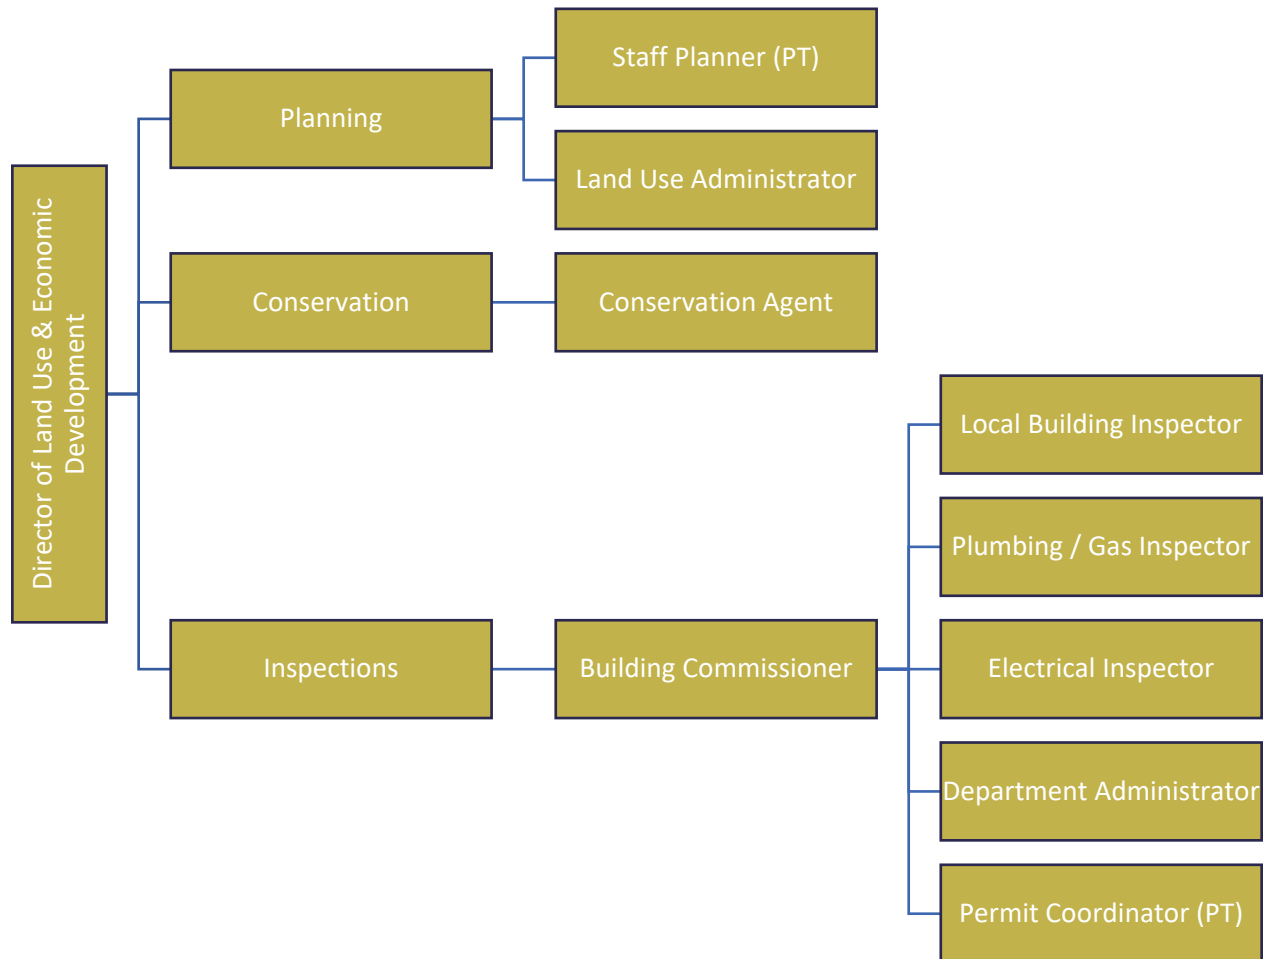 Director of Land Use & Economic
Development
Planning
Staff Planner (PT)
Land Use Administrator
Conservation
Conservation Agent
Inspections
Building Commissioner
Local Building Inspector
Plumbing / Gas Inspector
Electrical Inspector
Department Administrator
Permit Coordinator (PT)